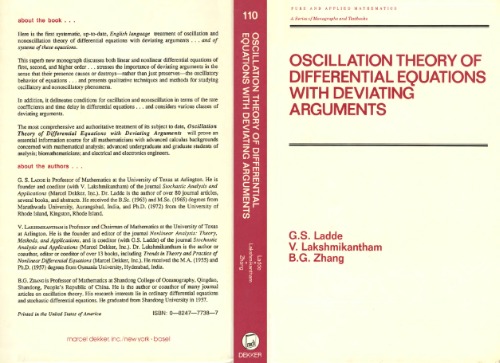 about the book . . .
Here is the first systematic, up-to-date, English language treatment of oscillation and
nonoscillation theory of differential equations with deviating arguments . . . and of
systems of these equations.
This superb new monograph discusses both linear and nonlinear differential equations of
first, second, and higher order . . . stresses the importance of deviating arguments in the
sense that their presence causes or destroys—rather than just preserves—the oscillatory
behavior of equations . . . and presents qualitative techniques and methods for studying
oscillatory and nonoscillatory phenomena.
In addition, it delineates conditions for oscillation and nonoscillation in terms of the rate
coefficients and time delay in differential equations . . . and considers various classes of
deviating arguments.
The most comprehensive and authoritative treatment of its subject to date, Oscillation
Theory of Differential Equations with Deviating Arguments will prove an
essential information source for all mathematicians with advanced calculus backgrounds
concerned with mathematical analysis; advanced undergraduate and graduate students of
analysis; biomathematicians; and electrical and electronics engineers.
about the authors . . .
G. S. LADDE is Professor of Mathematics at the University of Texas at Arlington. He is
founder and coeditor (with V. Lakshmikantham) of the journal Stochastic Analysis and
Applications (Marcel Dekker, Inc.). Dr. Ladde is the author of over 80 journal articles,
several books, and abstracts. He received the B.Sc. (1963) and M.Sc. (1965) degrees from
Marathwada University, Aurangabad, India, and Ph.D. (1972) from the University of
Rhode Island, Kingston, Rhode Island.
V. LAKSHMIKANTHAM is Professor and Chairman of Mathematics at the University of Texas
at Arlington. He is the founder and editor of the journal Nonlinear Analysis: Theory,
Methods, and Applications, and is coeditor (with G.S. Ladde) of the journal Stochastic
Analysis and Applications (Marcel Dekker, Inc.). Dr. Lakshmikantham is the author or
coauthor, editor or coeditor of over 13 books, including Trends in Theory and Practice of
Nonlinear Differential Equations (Marcel Dekker, Inc.). He received the M.A. (1955) and
Ph.D. (1957) degrees from Osmania University, Hyderabad, India.
B.G. ZHANG is Professor of Mathematics at Shandong College of Oceanography, Qingdao,
Shandong, People's Republic of China. He is the author or coauthor of many journal
articles on oscillation theory. His research interests lie in ordinary differential equations
and stochastic differential equations. He graduated from Shandong University in 1957.
Printed in the United States of America
ISBN: 0—8247—7738—7
marcel dekker, inc./new york · basel
110
OSCILLATION THEORY OF DIFFERENTIAL
EQUATIONS WITH DEVIATING ARGUMENTS
Ladde
Lakshmikantham
Zhang
DEKKER
PURE AND APPLIED MATHEMATICS
A Series of Monographs and Textbooks
OSCILLATION THEORY OF
DIFFERENTIAL EQUATIONS
WITH DEVIATING
ARGUMENTS
G.S. Ladde
V. Lakshmikantham
B.G. Zhang